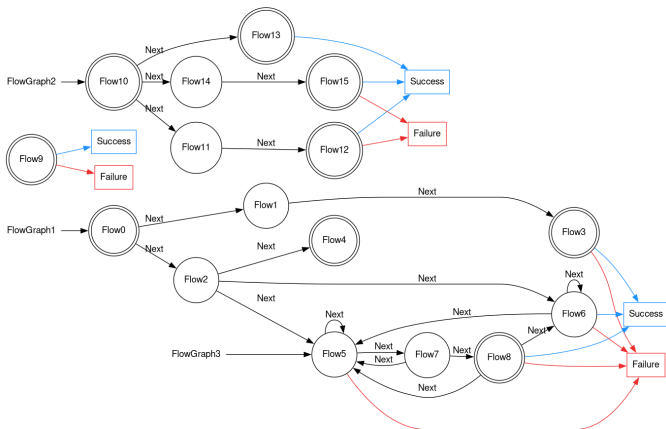 Flow13
Next
FlowGraph2
Flow10
Next
Flow14
Next
Flow15
Success
Next
Failure
Flow11
Next
Flow12
Success
Flow9
Failure
Flow1
Next
FlowGraph1
Flow0
Next
Flow3
Next
Next
Flow4
Flow2
Next
Next
Next
Flow6
Success
Next
FlowGraph3
Flow5
Next
Next
Flow7
Next
Flow8
Next
Next
Failure